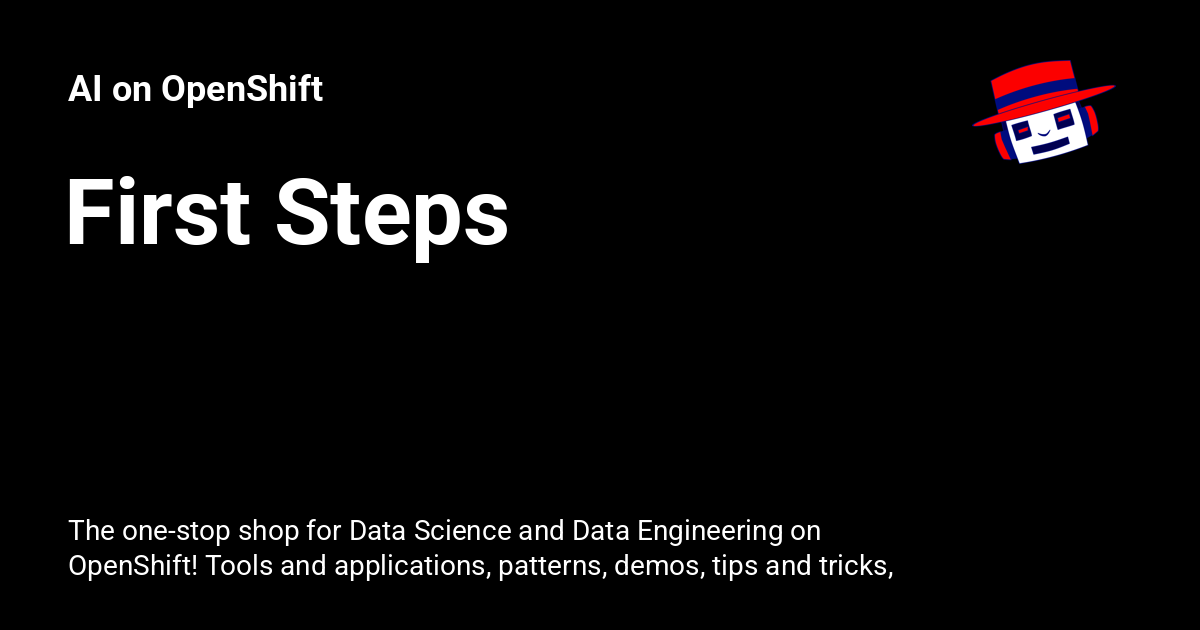 AI on OpenShift
First Steps
The one-stop shop for Data Science and Data Engineering on
OpenShift! Tools and applications, patterns, demos, tips and tricks,